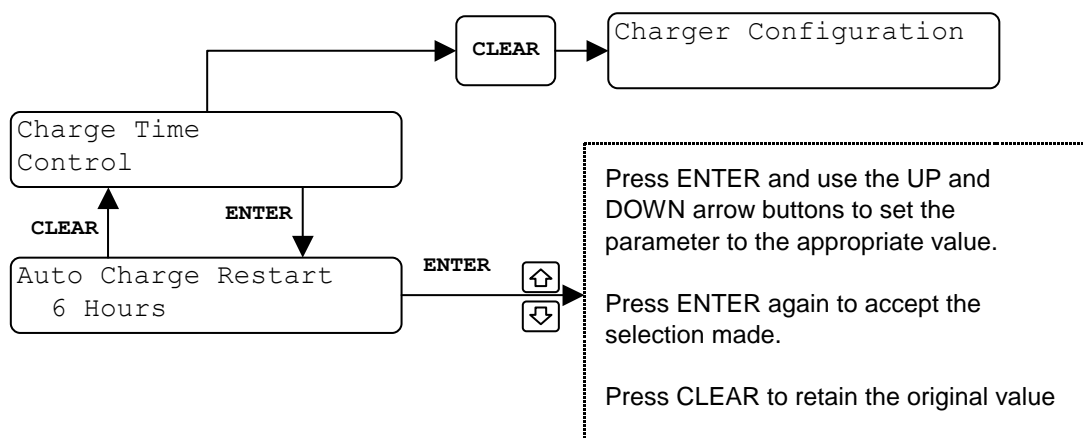 CLEAR
Charger Configuration
Charge Time
Control
CLEAR
ENTER
Auto Charge Restart
6 Hours
ENTER
Press ENTER and use the UP and
DOWN arrow buttons to set the
parameter to the appropriate value.
Press ENTER again to accept the
selection made.
Press CLEAR to retain the original value